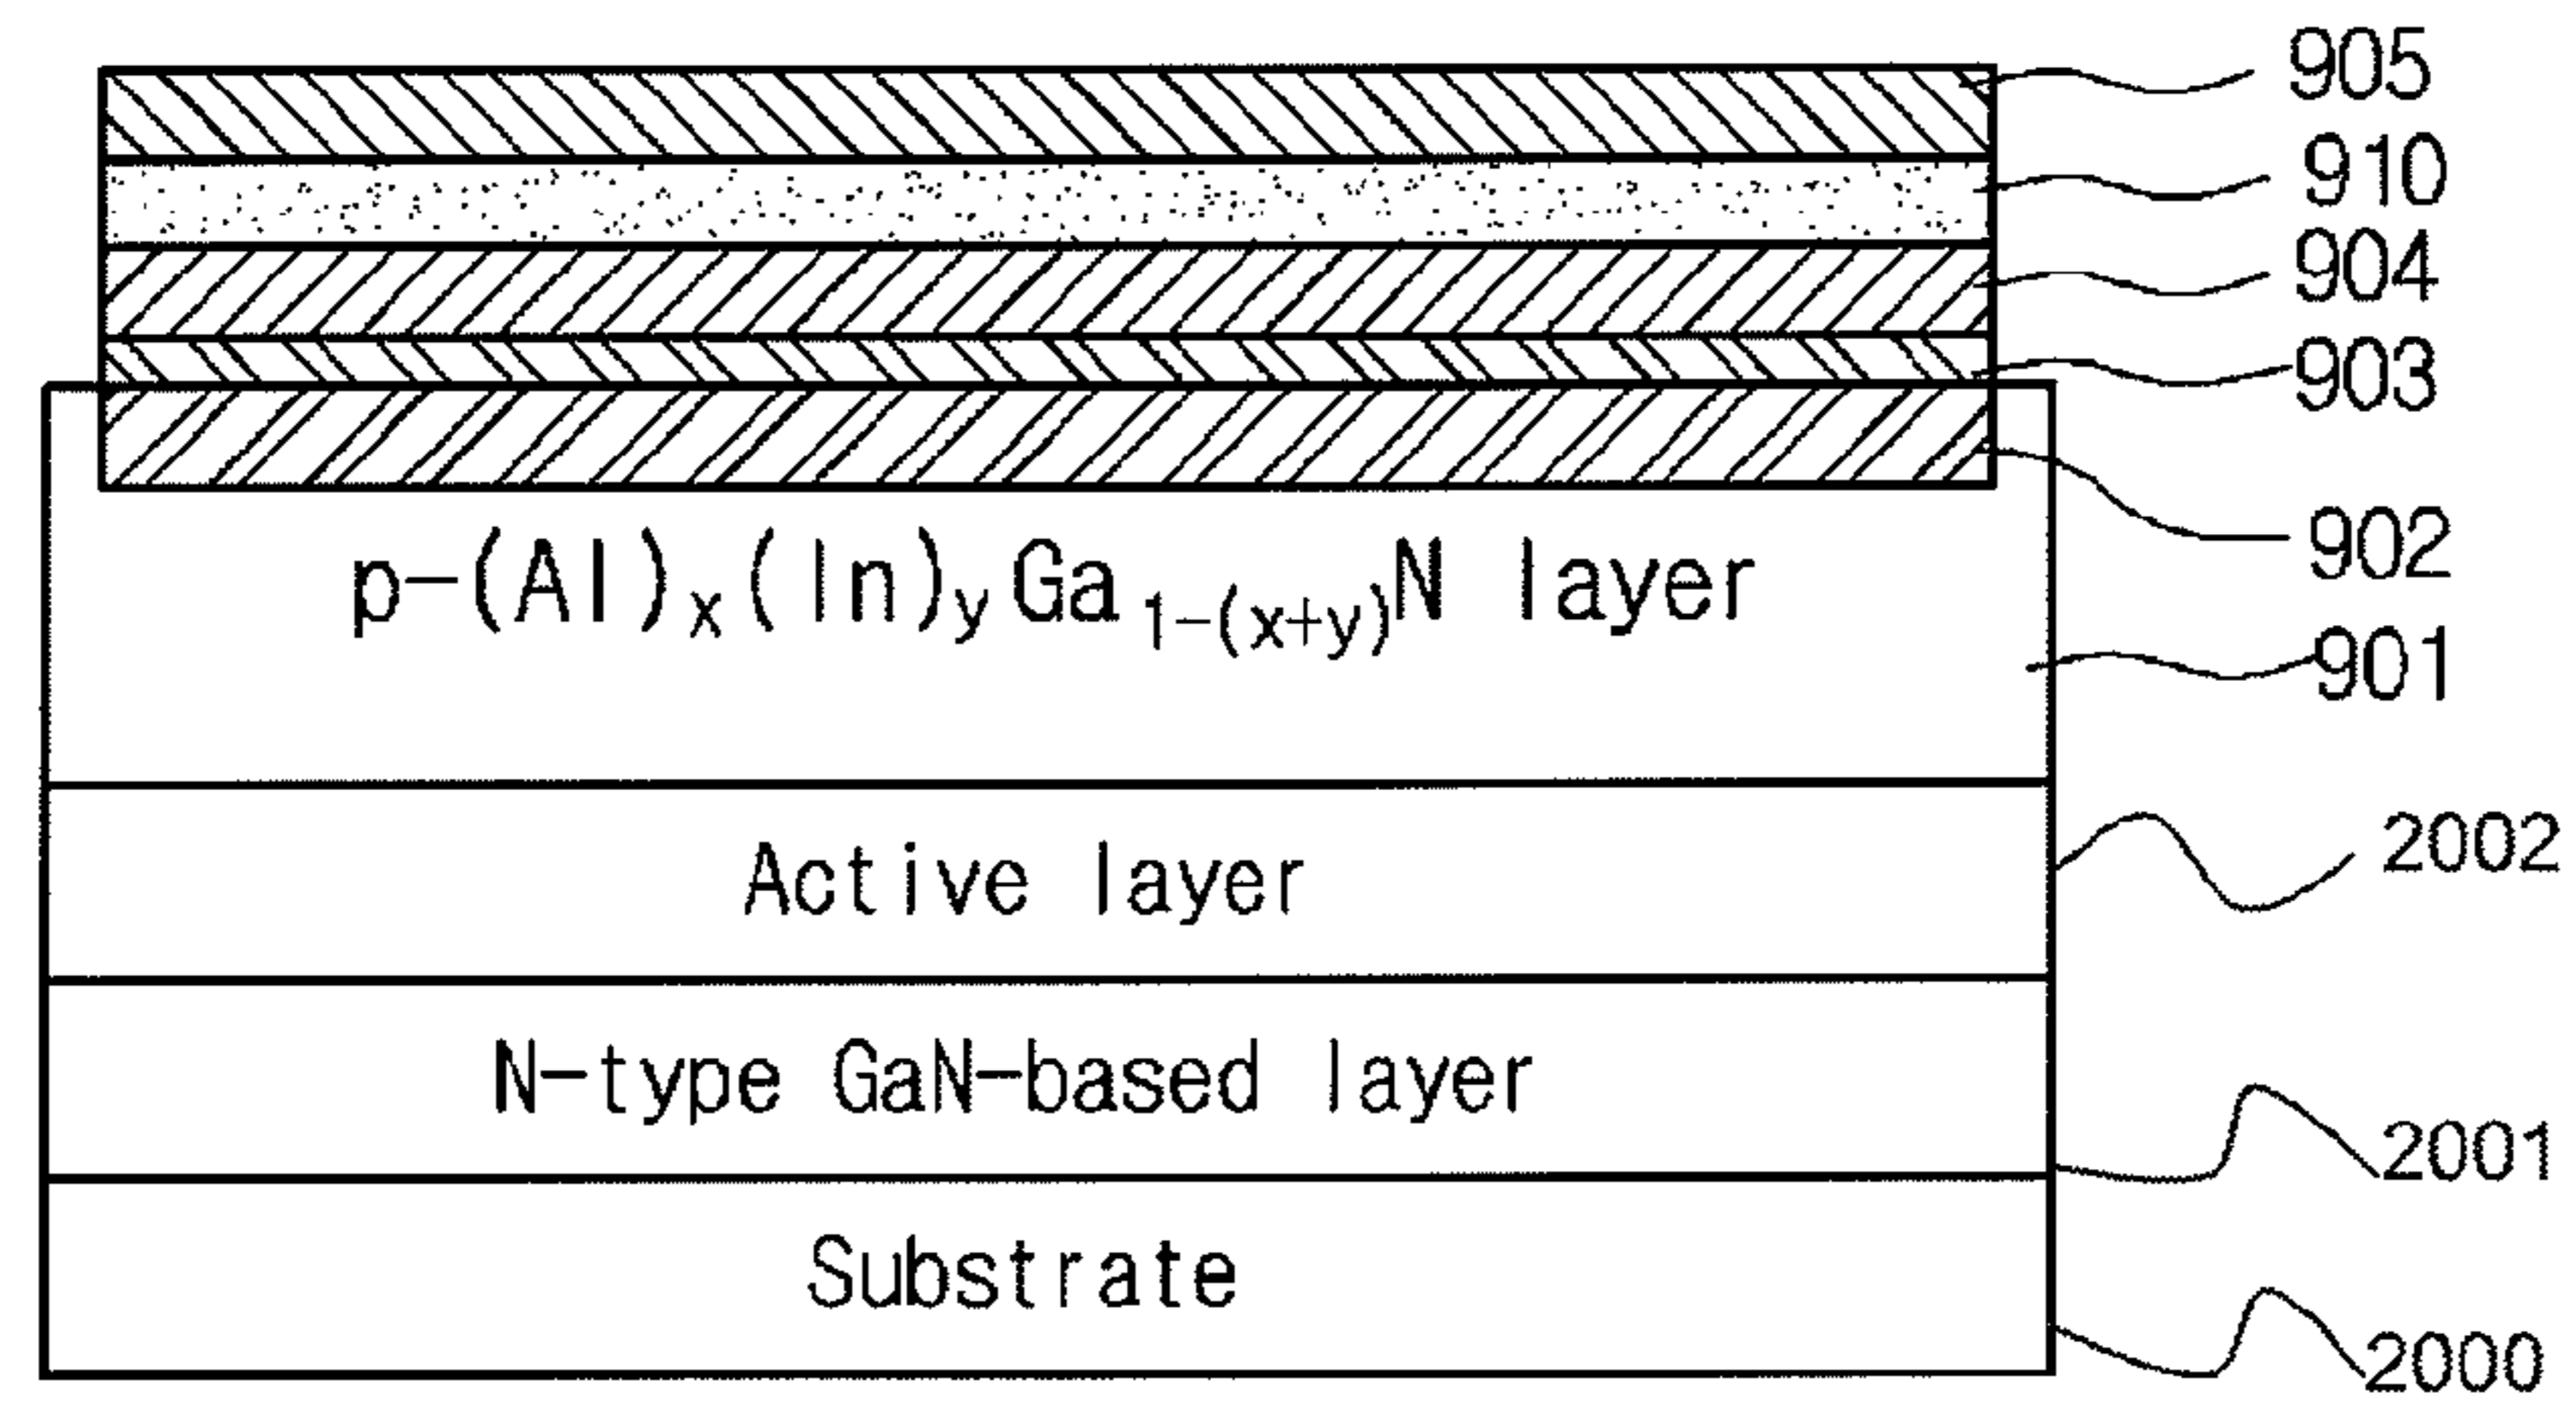 905
910
904
903
902
p-(Al)x(In)yGa1-(x+y)N layer
901
Active layer
2002
N-type GaN-based layer
2001
Substrate
2000